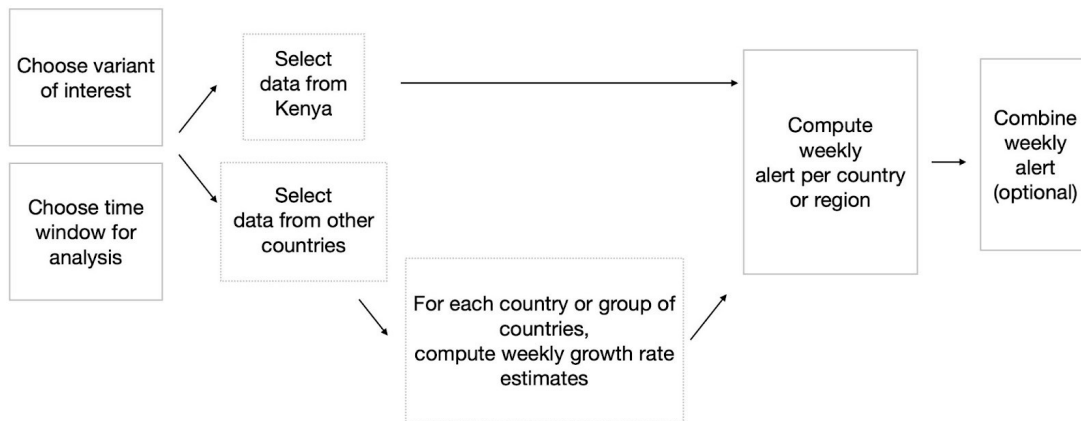 Choose variant
of interest
Select
data from
Kenya
Choose time
window for
analysis
Select
data from other
countries
For each country or group of
countries,
compute weekly growth rate
estimates
Compute
weekly
alert per country
or region
Combine
weekly
alert
(optional)